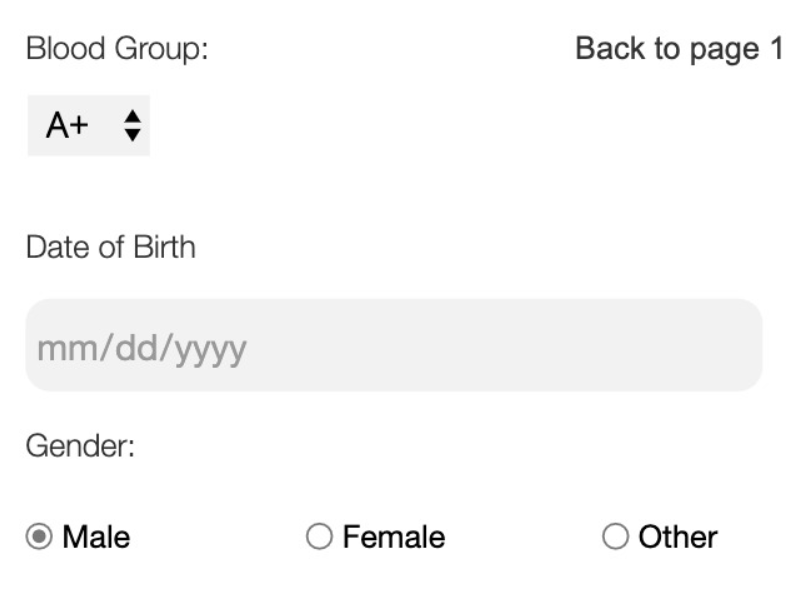 Blood Group: Back to page 1
A+
Date of Birth
mm/dd/yyyy
Gender:
Male Female Other